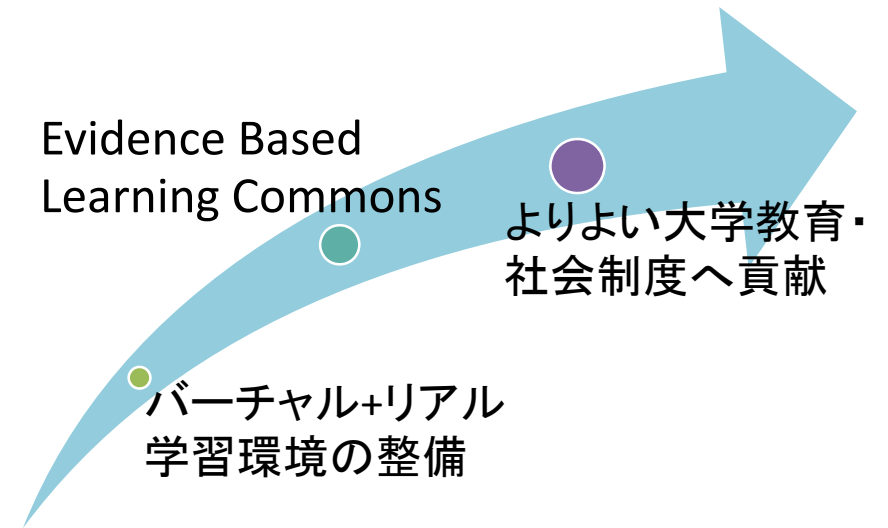 Evidence Based
Learning Commons
よりよい大学教育・
社会制度へ貢献
バーチャル+リアル
学習環境の整備